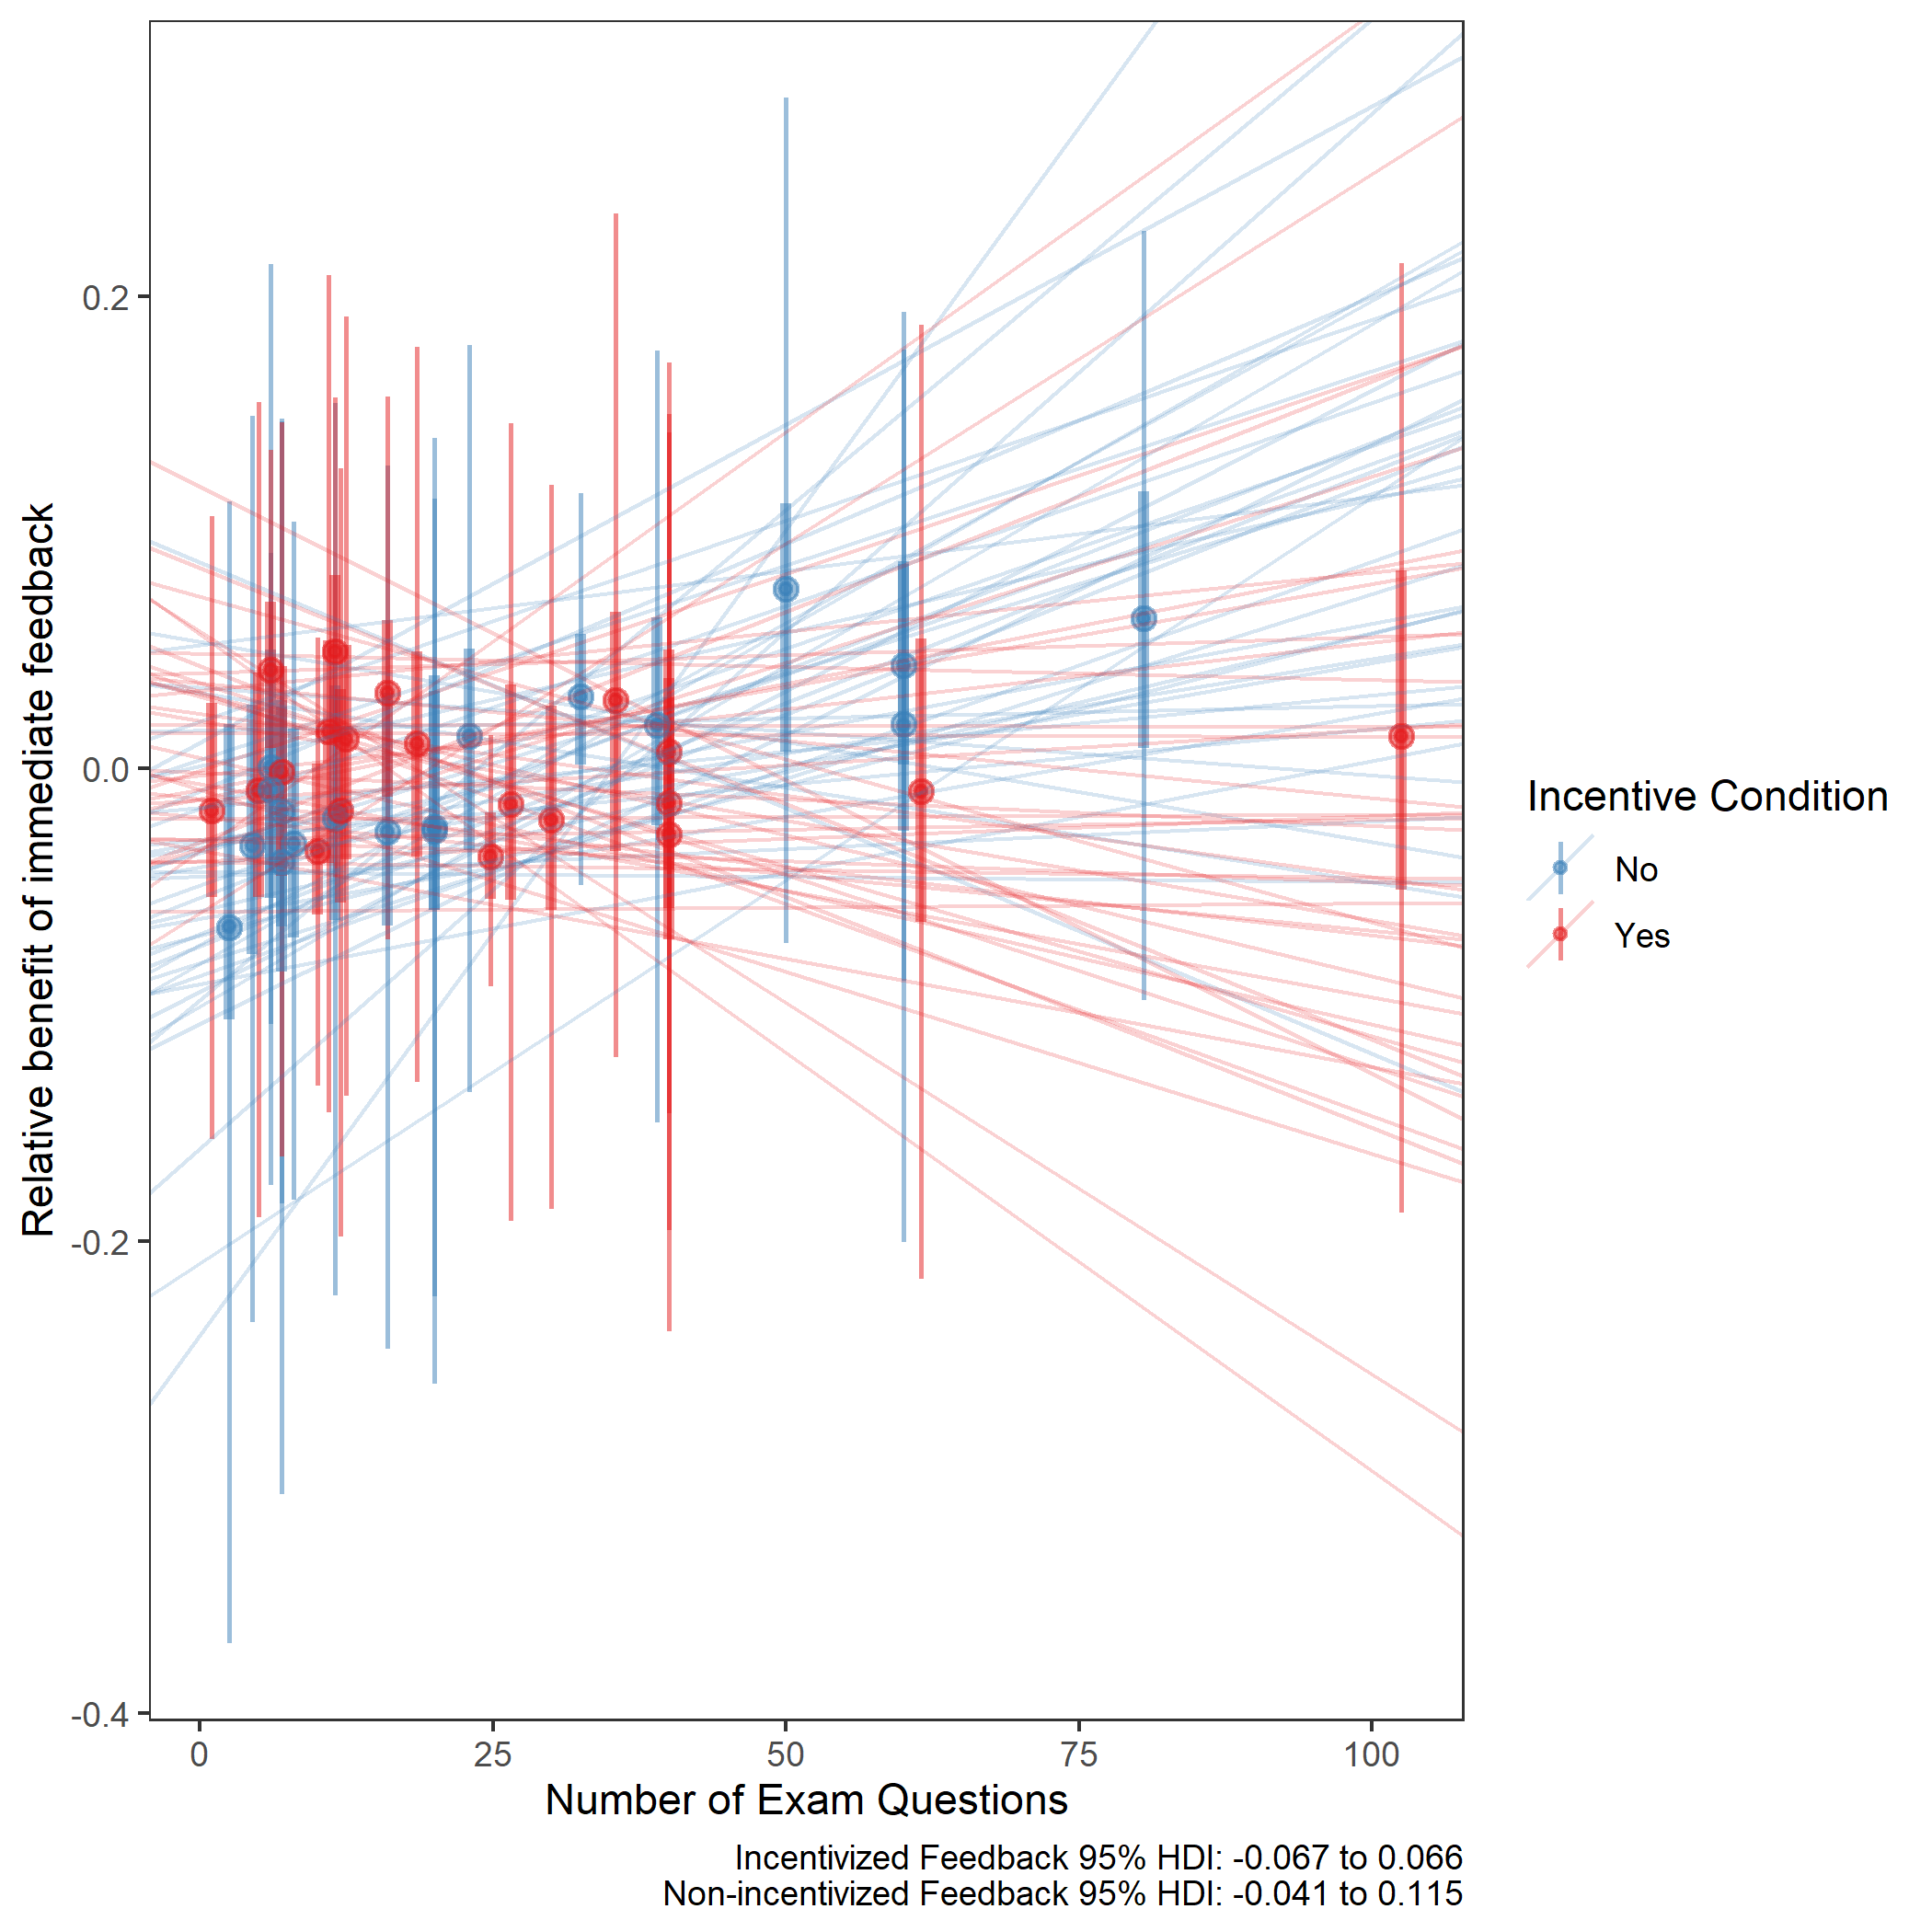 Relative benefit of immediate feedback
0.2
0.0
-0.2
-0.4
0
25
50
75
100
Number of Exam Questions
Incentive Condition
No
Yes
Incentivized Feedback 95% HDI: -0.067 to 0.066
Non-incentivized Feedback 95% HDI: -0.041 to 0.115